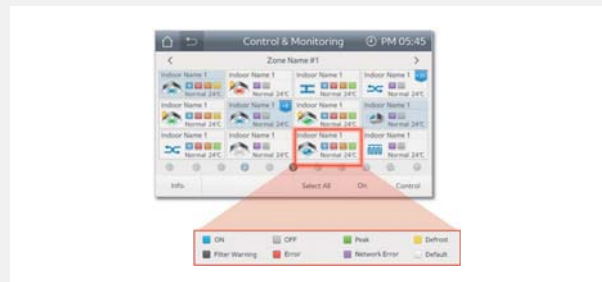 Control & Monitoring PM 05:45
Zone Name #1
Indoor Name 1 Indoor Name 1 Indoor Name 1 Indoor Name 1
Normal 24℃ Normal 24℃ Normal 24℃ Normal 24℃
Indoor Name 1 Indoor Name 1 Indoor Name 1 Indoor Name 1
Normal 24℃ Normal 24℃ Normal 24℃ Normal 24℃
Indoor Name 1 Indoor Name 1 Indoor Name 1 Indoor Name 1
Normal 24℃ Normal 24℃ Normal 24℃ Normal 24℃
Info Select All On Control
ON OFF Peak Defrost
Filter Warning Error Network Error Default